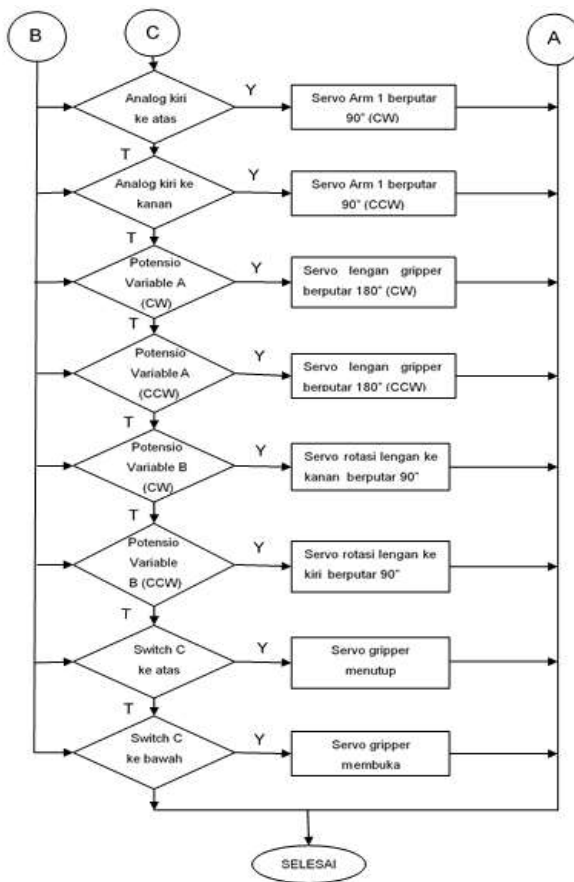 B
C
A
Analog kiri
ke atas
Y
Servo Arm 1 berputar
90° (CW)
T
Analog kiri ke
kanan
Y
Servo Arm 1 berputar
90° (CCW)
T
Potensio
Variable A
(CW)
Y
Servo lengan gripper
berputar 180° (CW)
T
Potensio
Variable A
(CCW)
Y
Servo lengan gripper
berputar 180° (CCW)
T
Potensio
Variable B
(CW)
Y
Servo rotasi lengan ke
kanan berputar 90°
T
Potensio
Variable
B (CCW)
Y
Servo rotasi lengan ke
kiri berputar 90°
T
Switch C
ke atas
Y
Servo gripper
menutup
T
Switch C
ke bawah
Y
Servo gripper
membuka
SELESAI